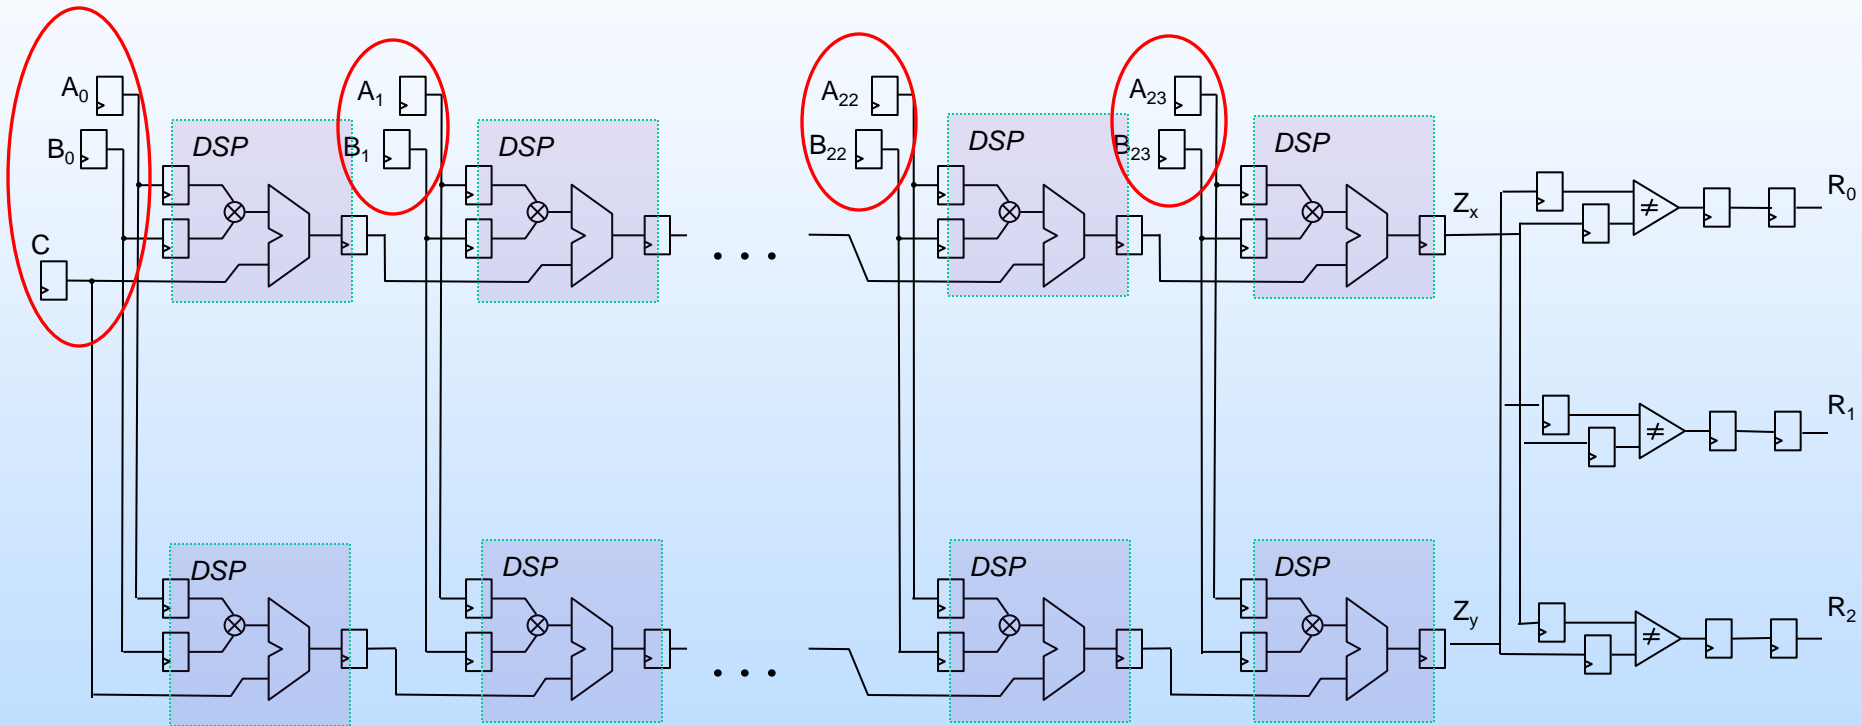 A0
B0
C
DSP
A1
B1
DSP
. . .
A22
B22
DSP
A23
B23
DSP
Zx
≠
R0
≠
R1
DSP
DSP
. . .
DSP
DSP
Zy
≠
R2